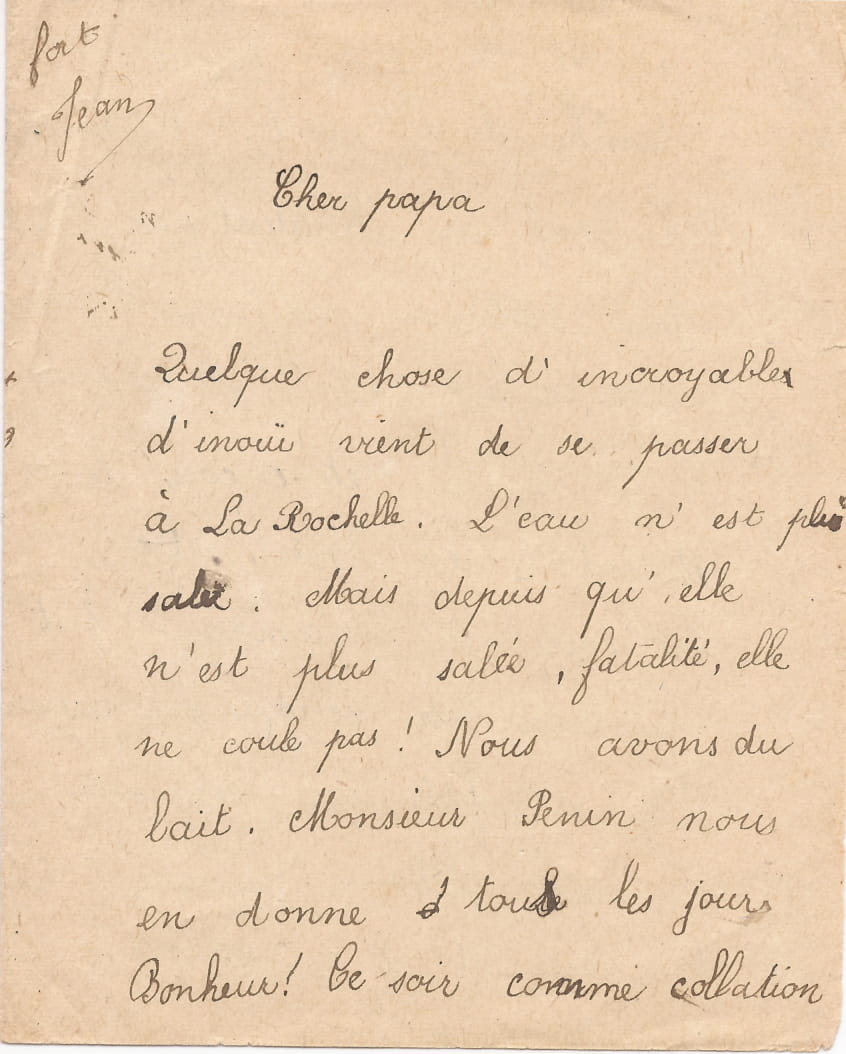 fort
Jean
Cher papa
Quelque chose d'incroyable
d'inouï vient de se passer
à La Rochelle. L'eau n'est plus
salée. Mais depuis qu'elle
n'est plus salée, fatalité, elle
ne coule pas! Nous avons du
lait. Monsieur Penin nous
en donne tous les jours
Bonheur! Ce soir comme collation